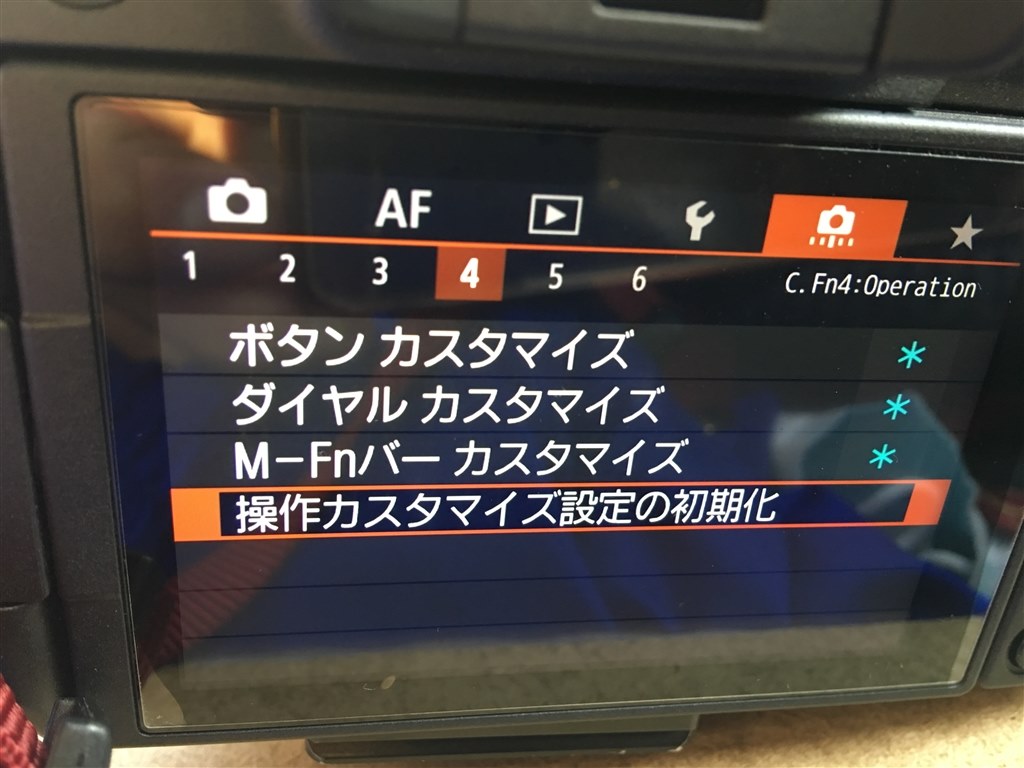 AF
1 2 3 4 5 6
C.Fn4:Operation
ボタン カスタマイズ
ダイヤル カスタマイズ
M-Fnバー カスタマイズ
操作カスタマイズ設定の初期化